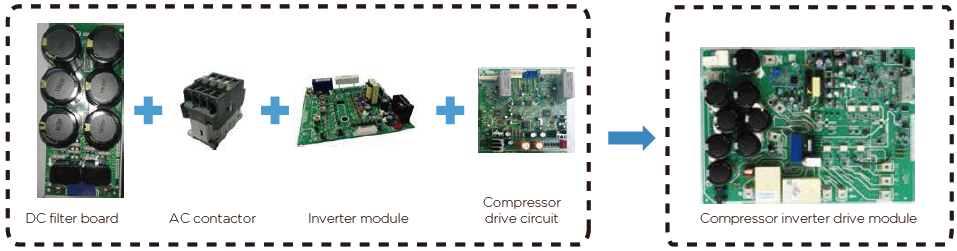 DC filter board
AC contactor
Inverter module
Compressor
drive circuit
Compressor inverter drive module